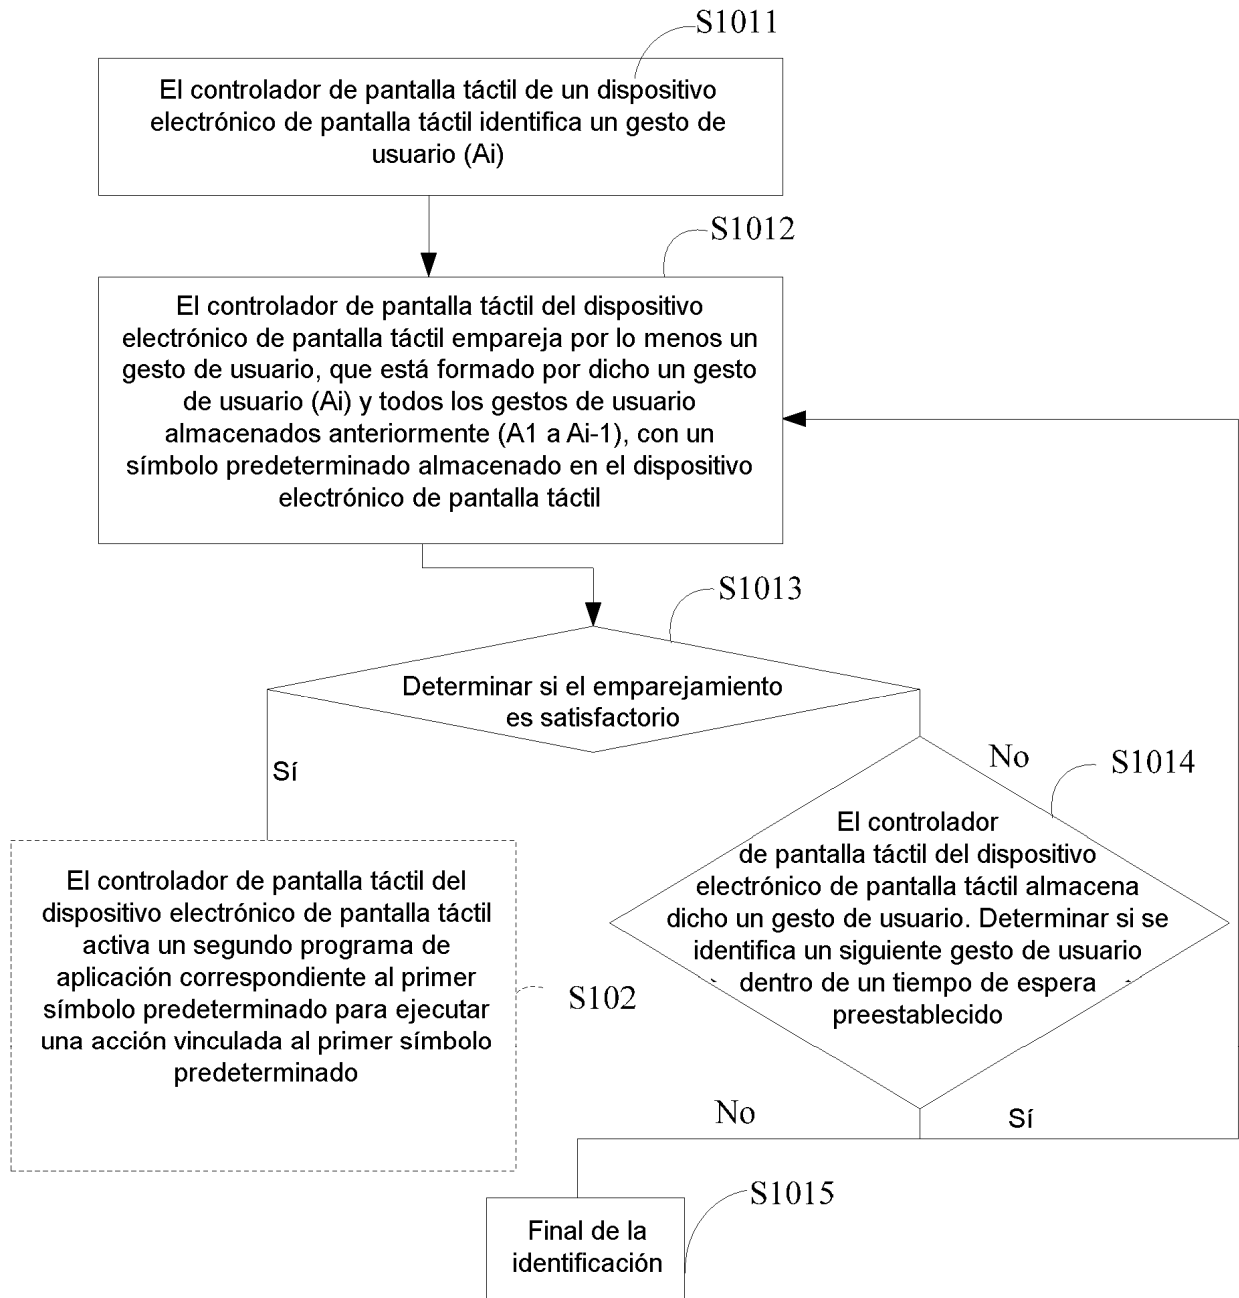 S1011
El controlador de pantalla táctil de un dispositivo
electrónico de pantalla táctil identifica un gesto de
usuario (Ai)
S1012
El controlador de pantalla táctil del dispositivo
electrónico de pantalla táctil empareja por lo menos un
gesto de usuario, que está formado por dicho un gesto
de usuario (Ai) y todos los gestos de usuario
almacenados anteriormente (A1 a Ai-1), con un
símbolo predeterminado almacenado en el dispositivo
electrónico de pantalla táctil
S1013
Determinar si el emparejamiento
es satisfactorio
Sí
No
S1014
El controlador
de pantalla táctil del dispositivo
electrónico de pantalla táctil almacena
dicho un gesto de usuario. Determinar si se
identifica un siguiente gesto de usuario
dentro de un tiempo de espera
preestablecido
El controlador de pantalla táctil del
dispositivo electrónico de pantalla táctil
activa un segundo programa de
aplicación correspondiente al primer
símbolo predeterminado para ejecutar
una acción vinculada al primer símbolo
predeterminado
S102
No
Sí
S1015
Final de la
identificación